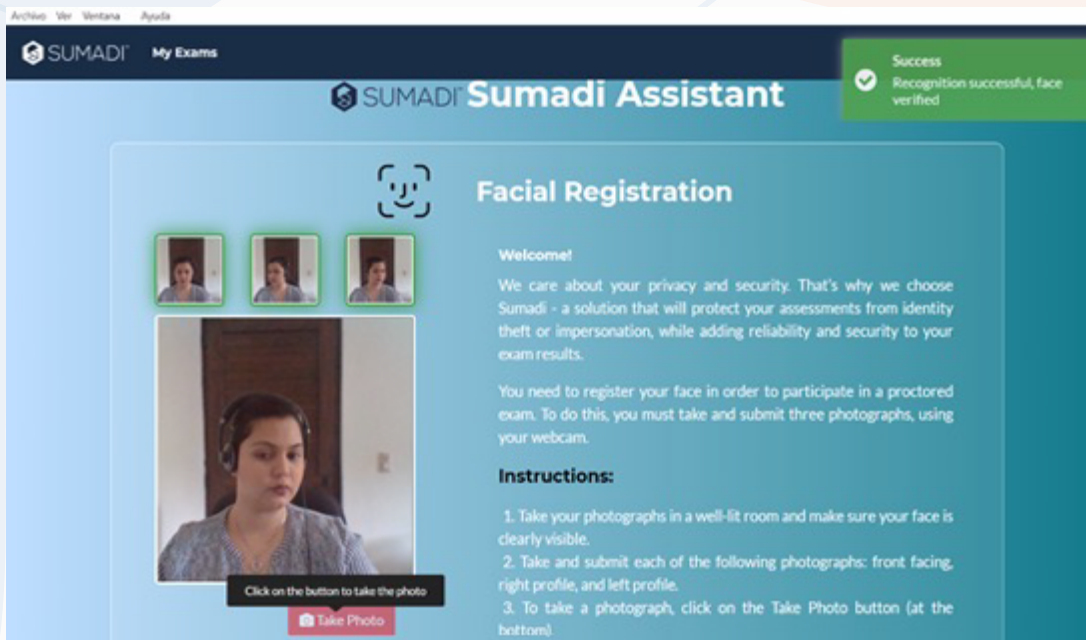 Archivo Ver Ventana Ayuda
SUMADI My Exams
Success
Recognition successful, face
verified
SUMADI Sumadi Assistant
Facial Registration
Welcome!
We care about your privacy and security. That's why we choose
Sumadi - a solution that will protect your assessments from identity
theft or impersonation, while adding reliability and security to your
exam results.
You need to register your face in order to participate in a proctored
exam. To do this, you must take and submit three photographs, using
your webcam.
Instructions:
1. Take your photographs in a well-lit room and make sure your face is
clearly visible.
2. Take and submit each of the following photographs: front facing,
right profile, and left profile.
3. To take a photograph, click on the Take Photo button (at the
bottom).
Click on the button to take the photo
Take Photo